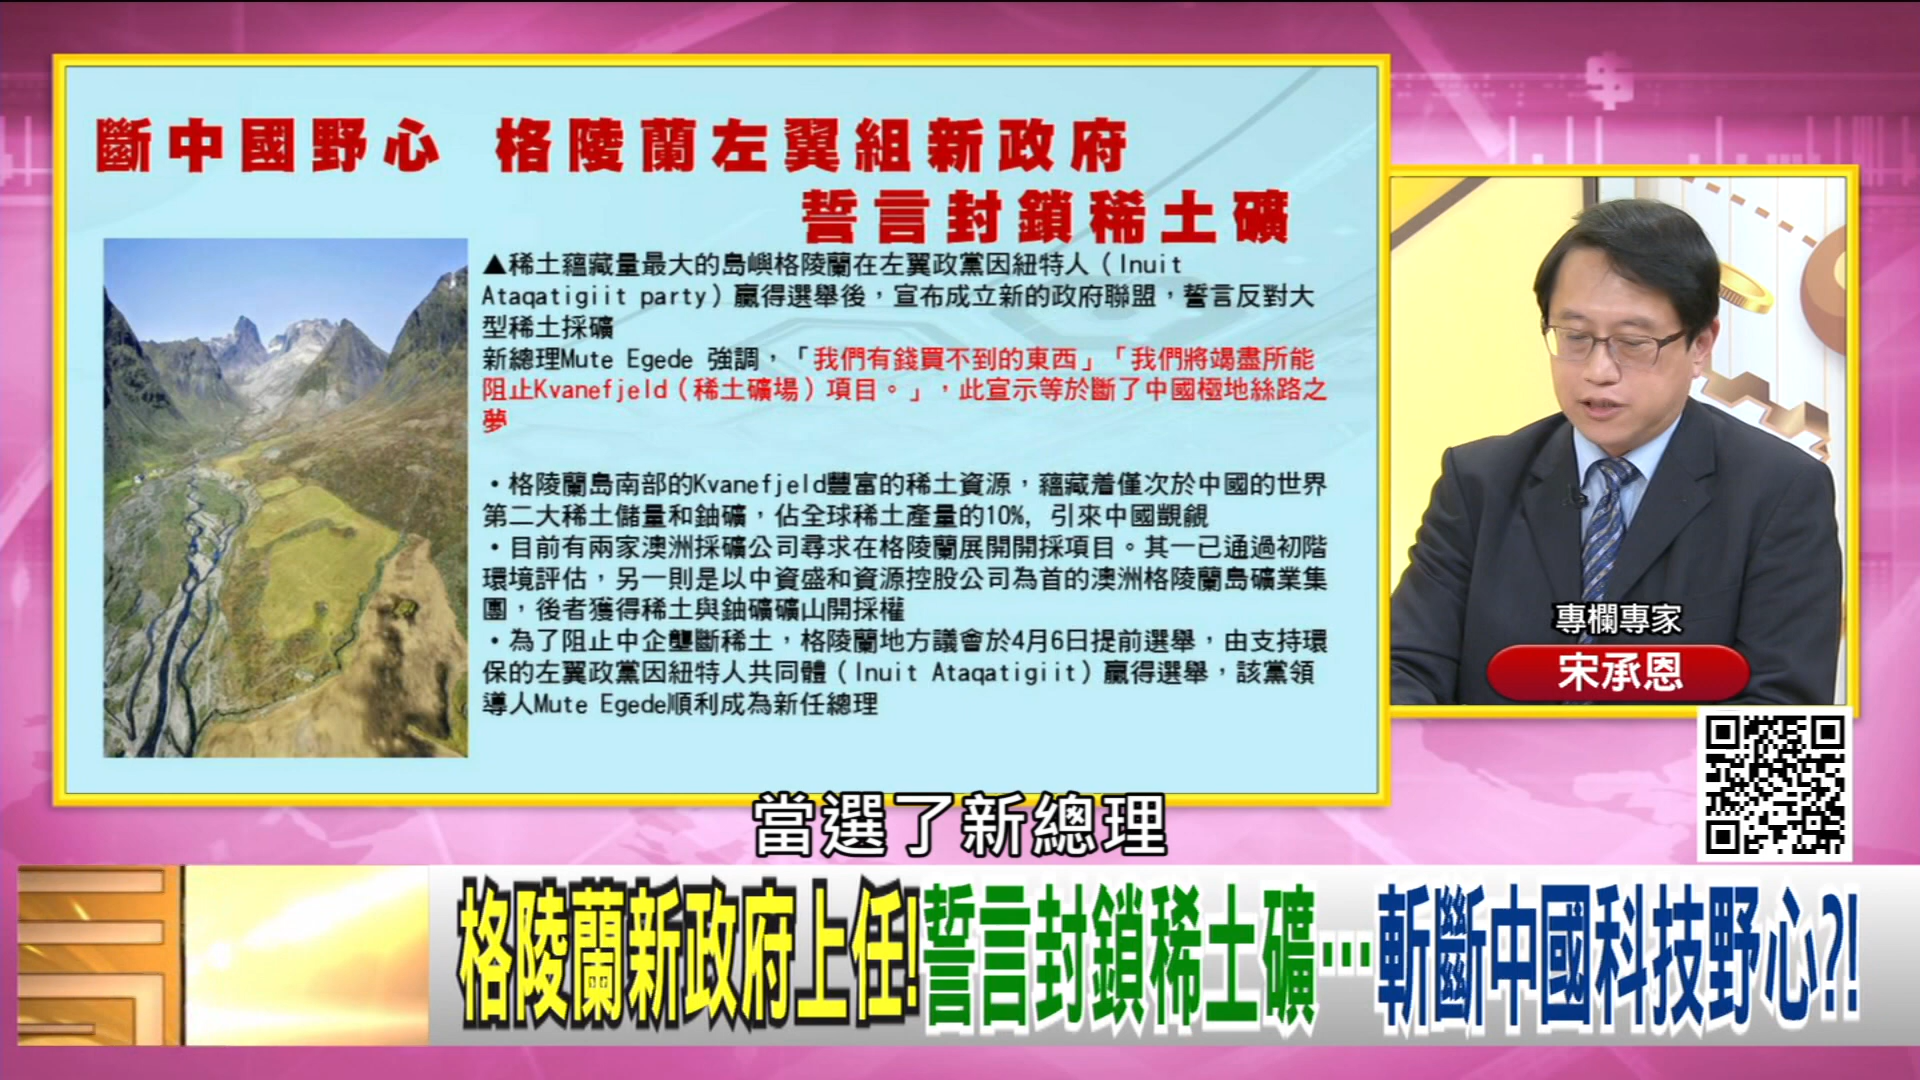 斷中國野心 格陵蘭左翼組新政府
誓言封鎖稀土礦
▲稀土蘊藏量最大的島嶼格陵蘭在左翼政黨因紐特人（Inuit
Ataqatigiit party）贏得選舉後，宣布成立新的政府聯盟，誓言反對大
型稀土採礦
新總理Mute Egede 強調，「我們有錢買不到的東西」「我們將竭盡所能
阻止Kvanefjeld（稀土礦場）項目。」，此宣示等於斷了中國極地絲路之
夢
・格陵蘭島南部的Kvanefjeld豐富的稀土資源，蘊藏着僅次於中國的世界
第二大稀土儲量和鈾礦，佔全球稀土產量的10%, 引來中國覬覦
・目前有兩家澳洲採礦公司尋求在格陵蘭展開開採項目。其一已通過初階
環境評估，另一則是以中資盛和資源控股公司為首的澳洲格陵蘭島礦業集
團，後者獲得稀土與鈾礦礦山開採權
・為了阻止中企壟斷稀土，格陵蘭地方議會於4月6日提前選舉，由支持環
保的左翼政黨因紐特人共同體（Inuit Ataqatigiit）贏得選舉，該黨領
導人Mute Egede順利成為新任總理
專欄專家
宋承恩
當選了新總理
格陵蘭新政府上任!誓言封鎖稀土礦…斬斷中國科技野心?!